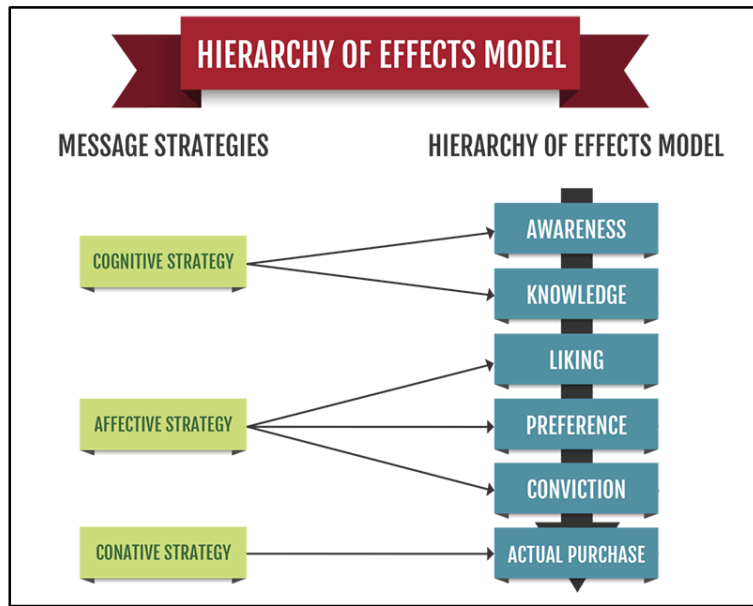 HIERARCHY OF EFFECTS MODEL
MESSAGE STRATEGIES
HIERARCHY OF EFFECTS MODEL
COGNITIVE STRATEGY
AWARENESS
KNOWLEDGE
AFFECTIVE STRATEGY
LIKING
PREFERENCE
CONVICTION
CONATIVE STRATEGY
ACTUAL PURCHASE